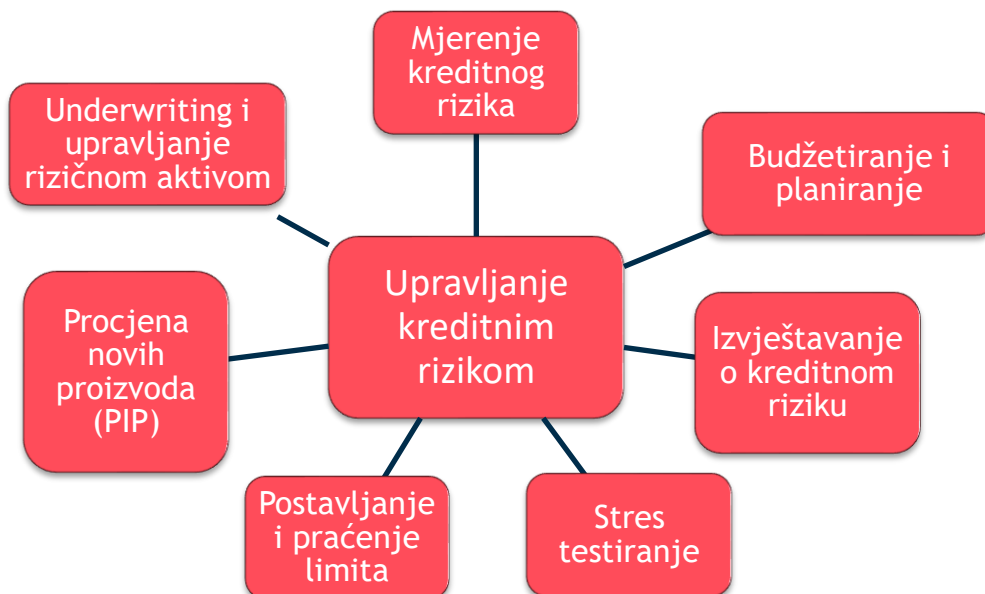 Mjerenje
kreditnog
rizika
Underwriting i
upravljanje
rizičnom aktivom
Budžetiranje i
planiranje
Upravljanje
kreditnim
rizikom
Procjena
novih
proizvoda
(PIP)
Izvještavanje
o kreditnom
riziku
Postavljanje
i praćenje
limita
Stres
testiranje